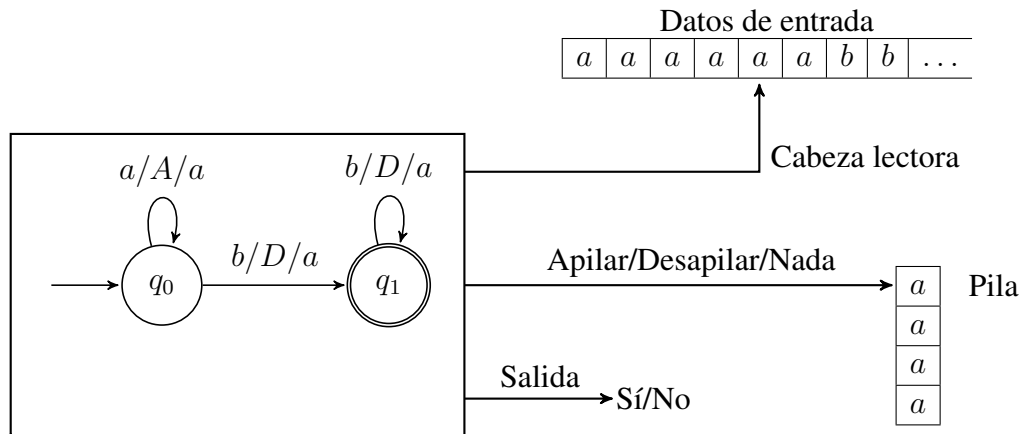 Datos de entrada
a a a a a a b b ...
Cabeza lectora
a/A/a
b/D/a
b/D/a
q0
q1
Apilar/Desapilar/Nada
Pila
a
a
a
a
Salida
Sí/No